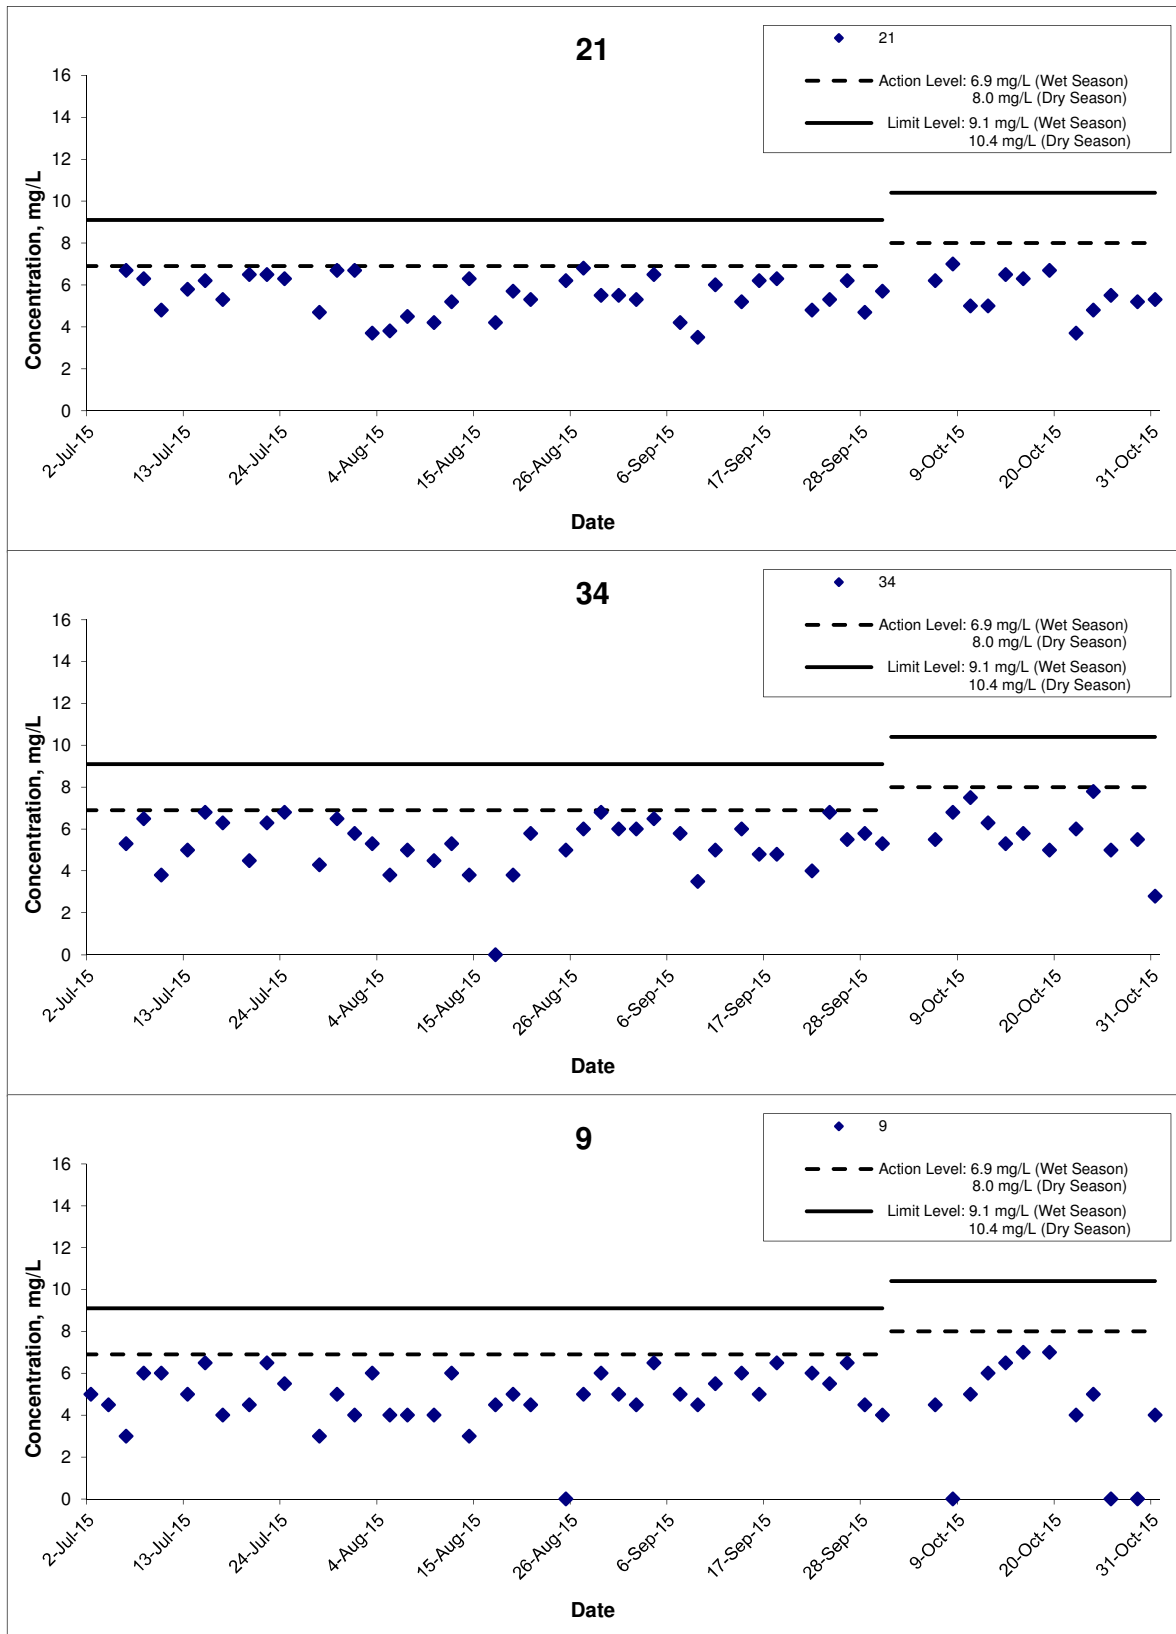 21
21
Action Level: 6.9 mg/L (Wet Season)
8.0 mg/L (Dry Season)
Limit Level: 9.1 mg/L (Wet Season)
10.4 mg/L (Dry Season)
Concentration, mg/L
16
14
12
10
8
6
4
2
0
2-Jul-15
13-Jul-15
24-Jul-15
4-Aug-15
15-Aug-15
26-Aug-15
6-Sep-15
17-Sep-15
28-Sep-15
9-Oct-15
20-Oct-15
31-Oct-15
Date
34
34
Action Level: 6.9 mg/L (Wet Season)
8.0 mg/L (Dry Season)
Limit Level: 9.1 mg/L (Wet Season)
10.4 mg/L (Dry Season)
Concentration, mg/L
16
14
12
10
8
6
4
2
0
2-Jul-15
13-Jul-15
24-Jul-15
4-Aug-15
15-Aug-15
26-Aug-15
6-Sep-15
17-Sep-15
28-Sep-15
9-Oct-15
20-Oct-15
31-Oct-15
Date
9
9
Action Level: 6.9 mg/L (Wet Season)
8.0 mg/L (Dry Season)
Limit Level: 9.1 mg/L (Wet Season)
10.4 mg/L (Dry Season)
Concentration, mg/L
16
14
12
10
8
6
4
2
0
2-Jul-15
13-Jul-15
24-Jul-15
4-Aug-15
15-Aug-15
26-Aug-15
6-Sep-15
17-Sep-15
28-Sep-15
9-Oct-15
20-Oct-15
31-Oct-15
Date